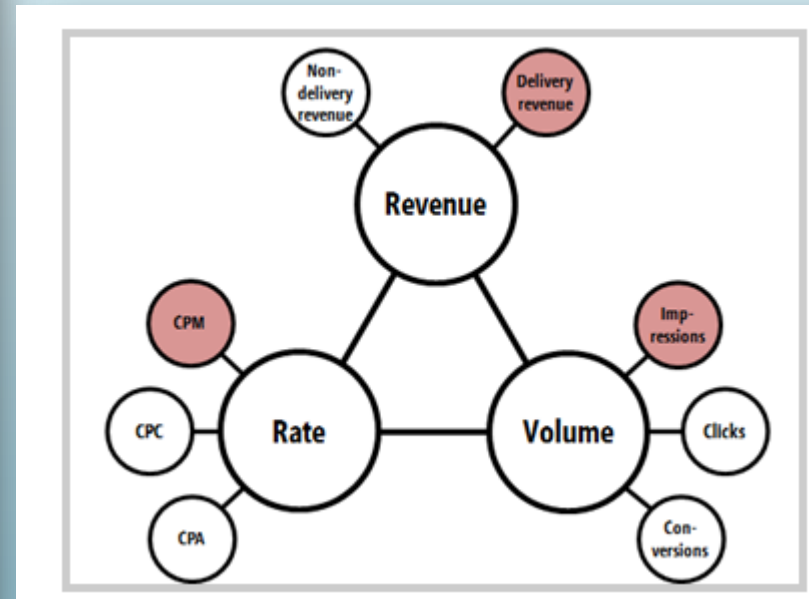 Non-
delivery
revenue
Delivery
revenue
Revenue
CPM
Imp-
ressions
CPC
Rate
Volume
Clicks
CPA
Con-
versions